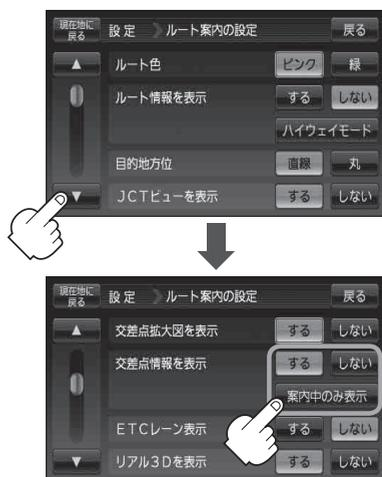 現在地に
戻る
設定
ルート案内の設定
戻る
▲
ルート色
ピンク
緑
ルート情報を表示
する
しない
ハイウェイモード
目的地方位
直線
丸
▼
JCTビューを表示
する
しない
現在地に
戻る
設定
ルート案内の設定
戻る
▲
交差点拡大図を表示
する
しない
交差点情報を表示
する
しない
案内中のみ表示
ETCレーン表示
する
しない
▼
リアル3Dを表示
する
しない